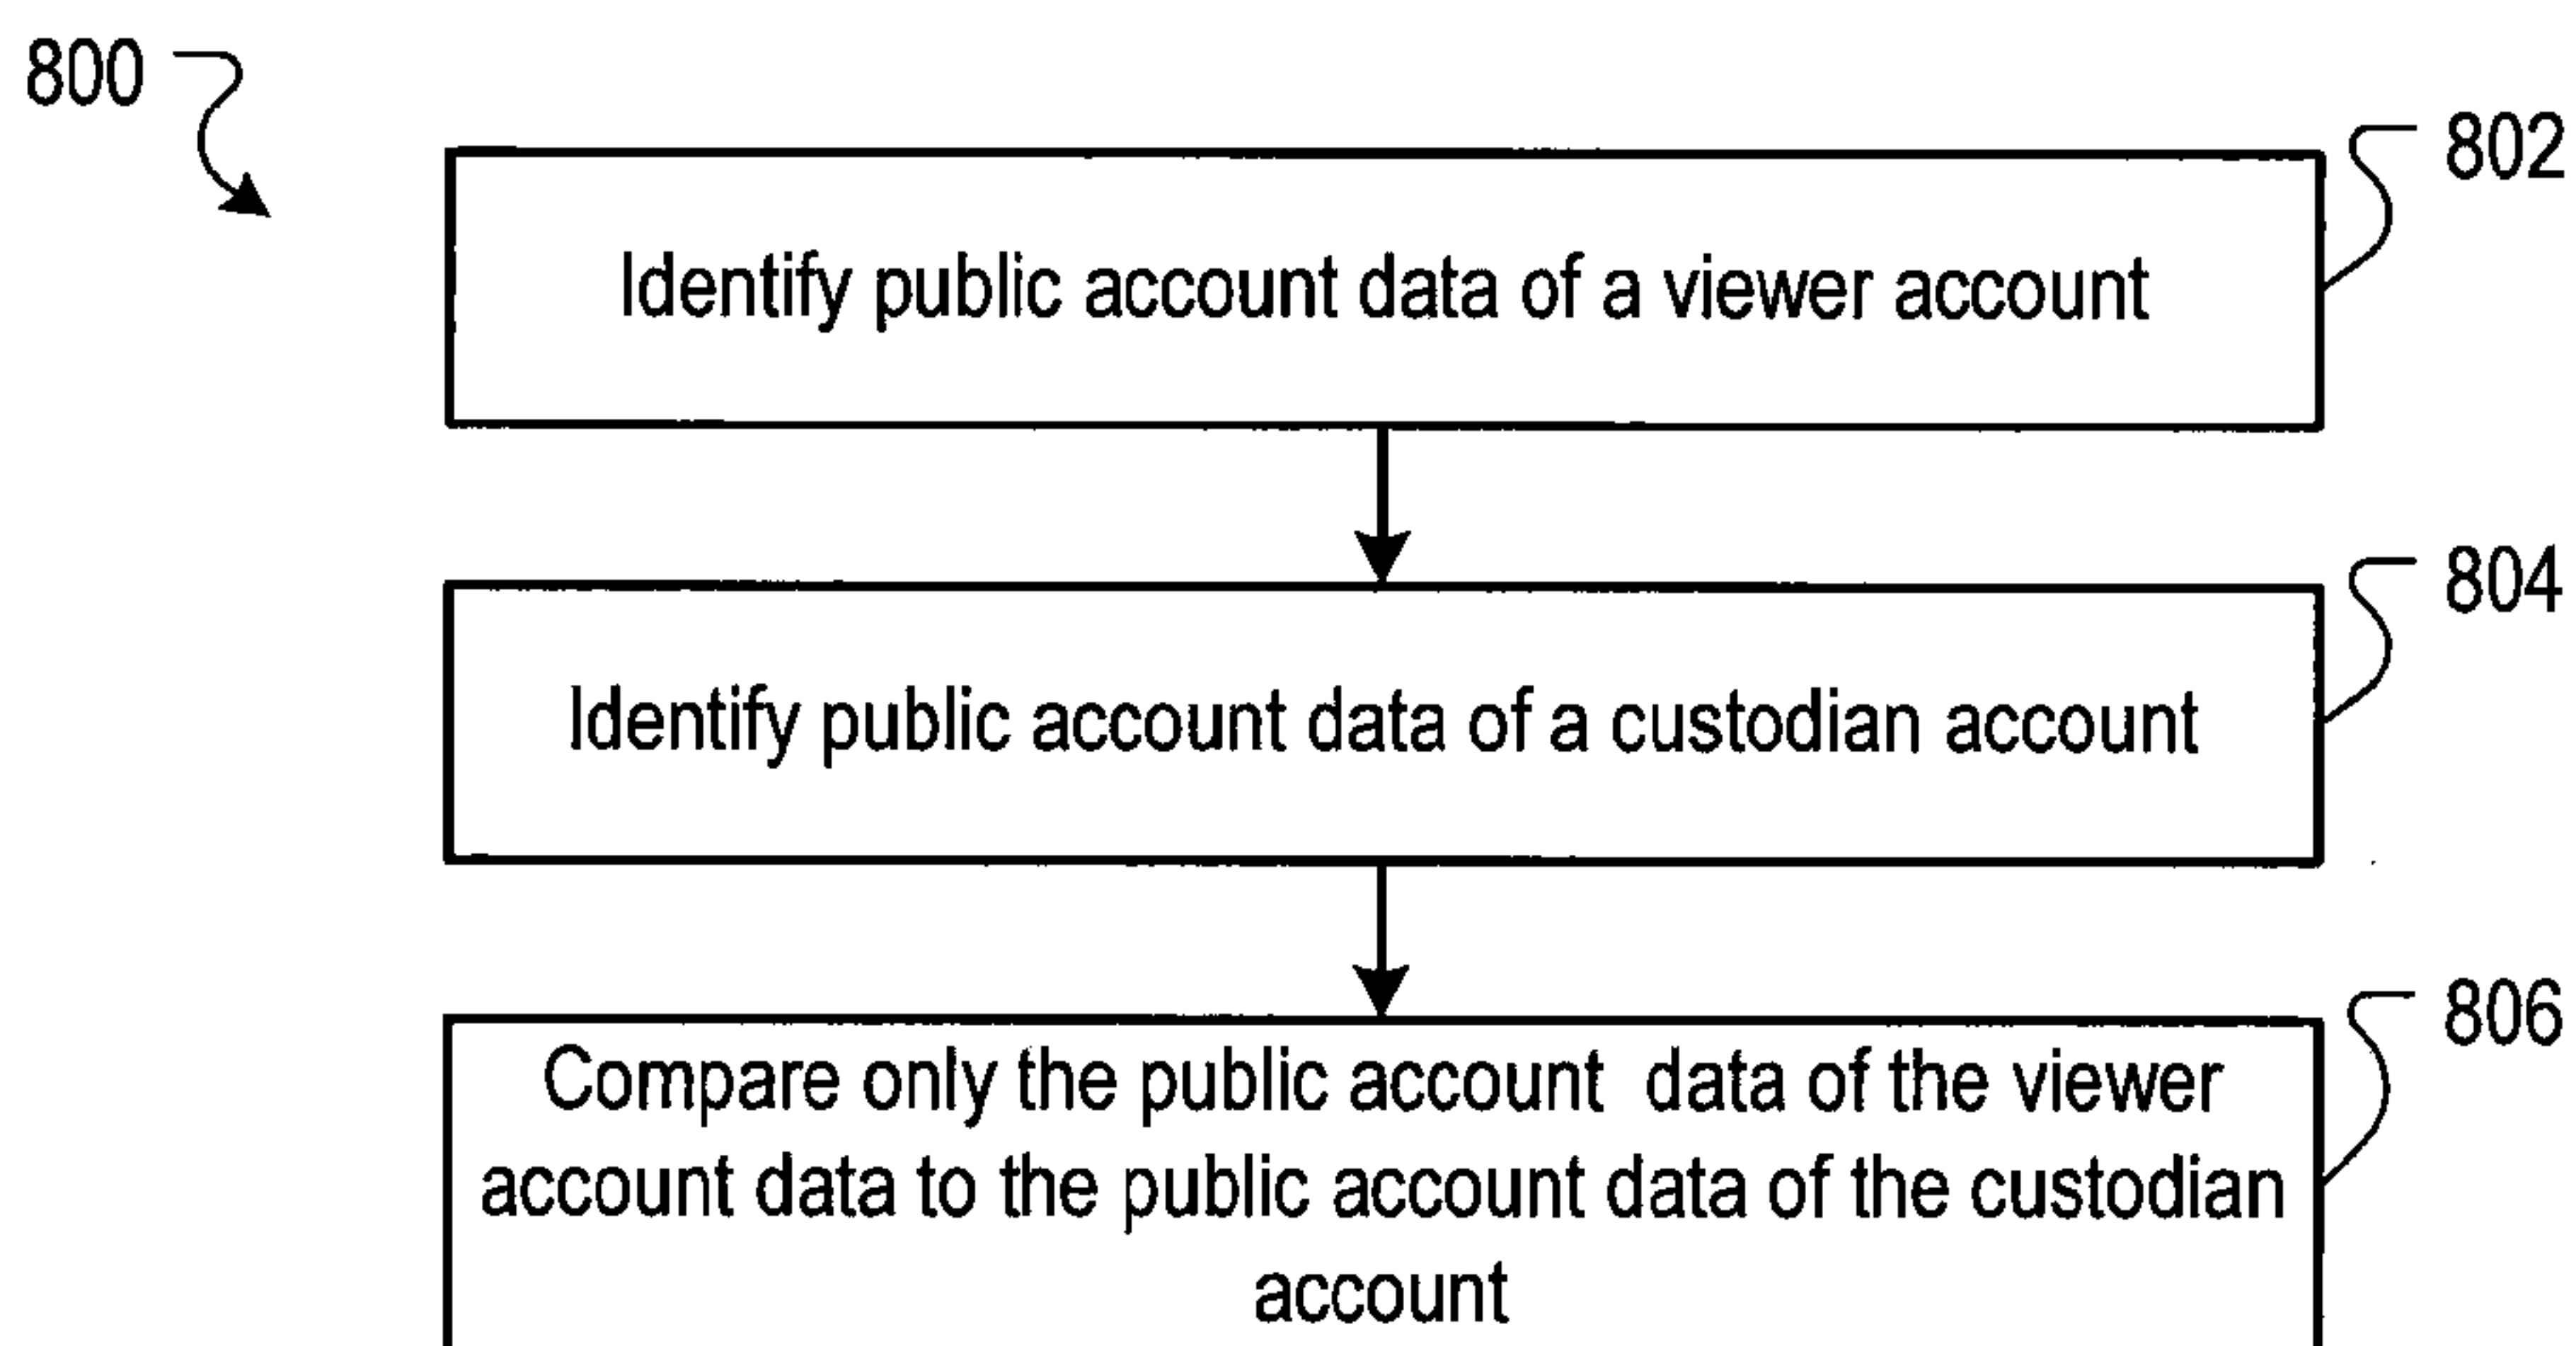 800
802
Identify public account data of a viewer account
804
Identify public account data of a custodian account
806
Compare only the public account data of the viewer
account data to the public account data of the custodian
account